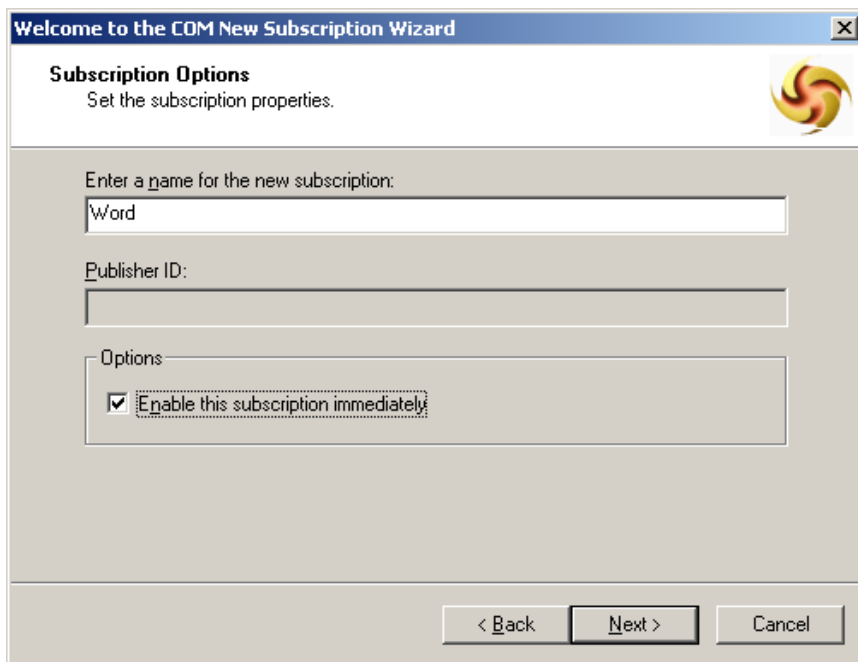 Welcome to the COM New Subscription Wizard
Subscription Options
Set the subscription properties.
Enter a name for the new subscription:
Word
Publisher ID:
Options
Enable this subscription immediately
< Back Next > Cancel